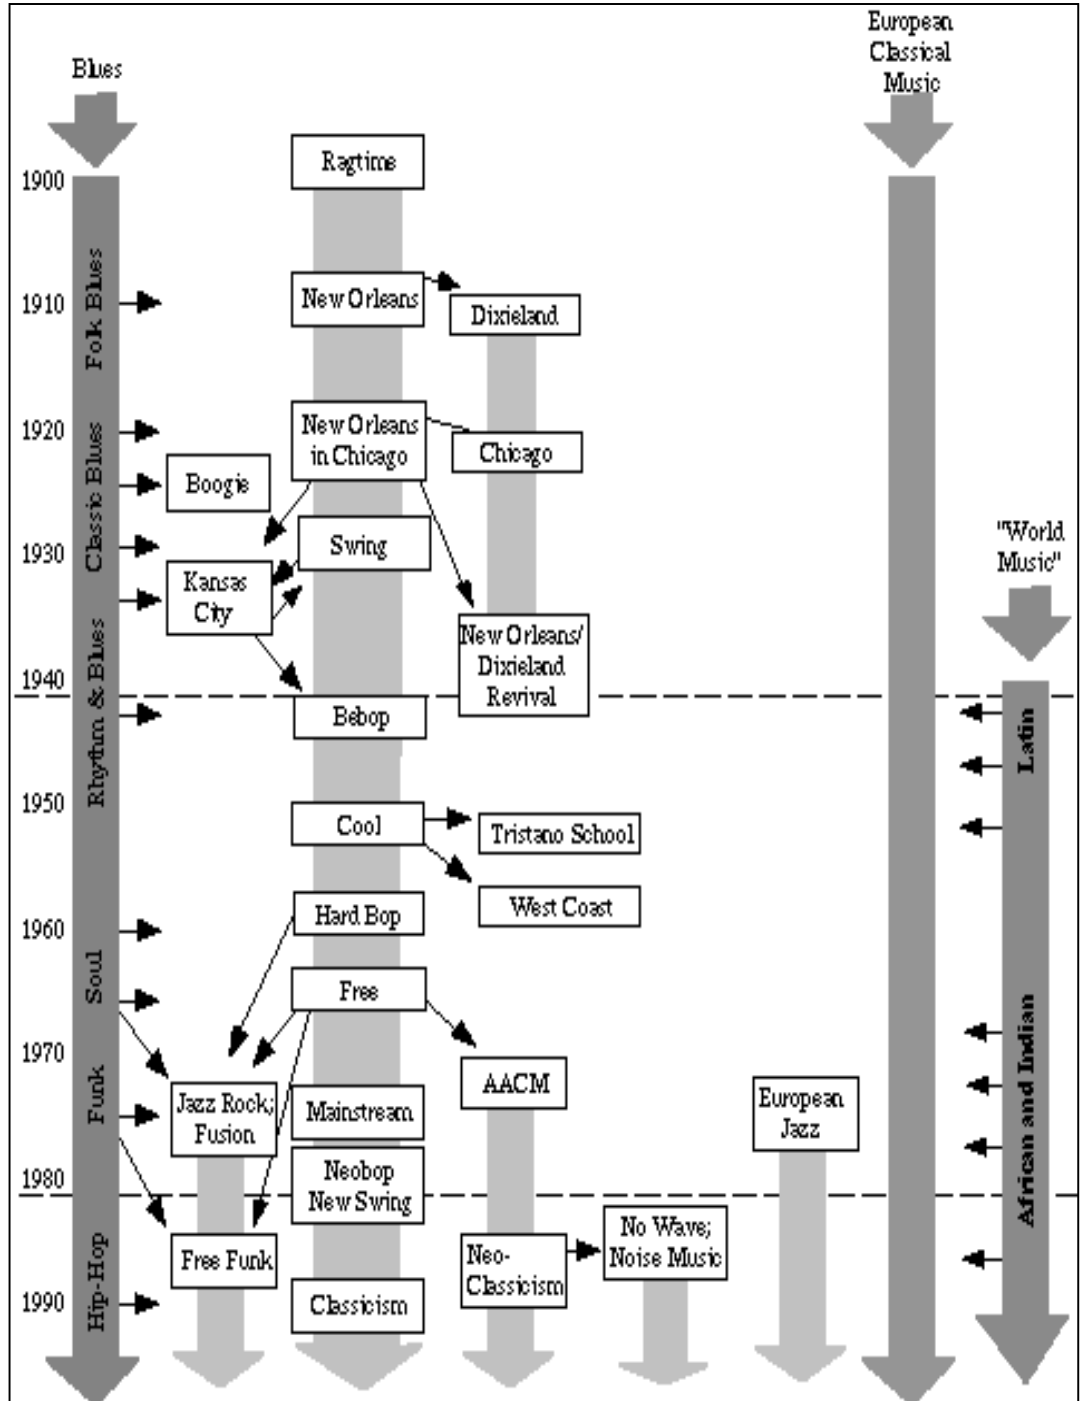 European
Classical
Music
Blues
Ragtime
1900
Folk Blues
New Orleans
1910
Dixieland
1920
New Orleans
in Chicago
Chicago
Classic Blues
Boogie
"World
Music"
1930
Swing
Kansas
City
Rhythm & Blues
New Orleans/
Dixieland
Revival
1940
Bebop
Latin
1950
Cool
Tristano School
West Coast
Hard Bop
1960
Soul
Free
African and Indian
1970
AACM
Funk
Jazz Rock;
Fusion
Mainstream
European
Jazz
1980
Neobop
New Swing
No Wave;
Noise Music
Hip-Hop
Free Funk
Neo-
Classicism
1990
Classicism